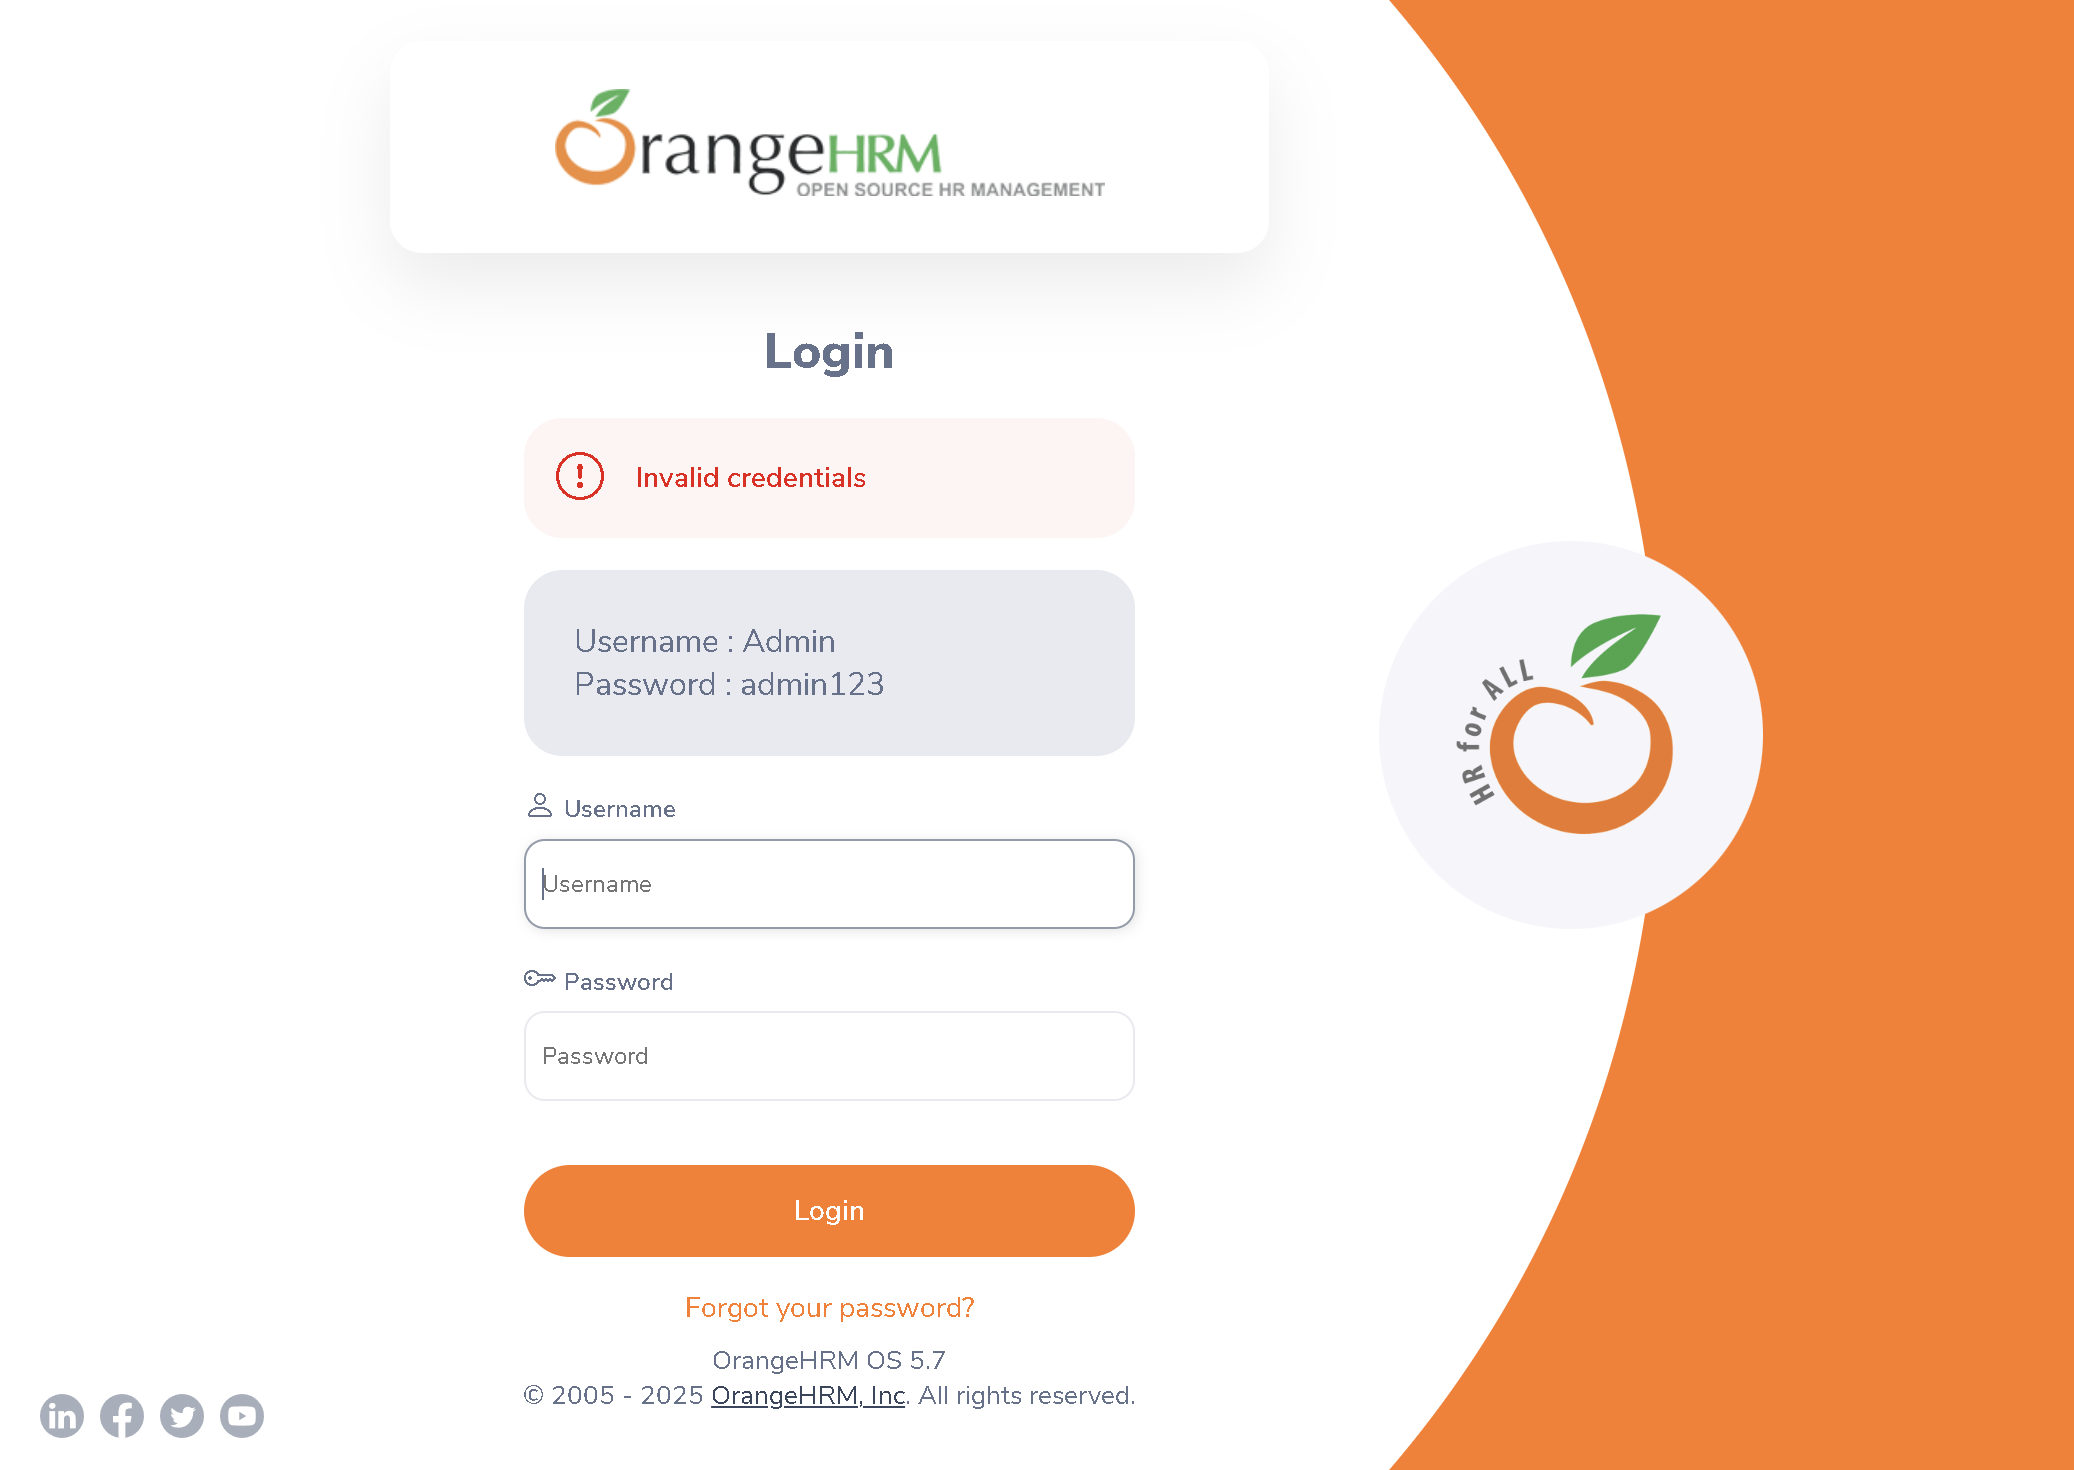 OrangeHRM
OPEN SOURCE HR MANAGEMENT
Login
Invalid credentials
Username : Admin
Password : admin123
Username
Username
Password
Password
Login
Forgot your password?
OrangeHRM OS 5.7
© 2005 - 2025 OrangeHRM, Inc. All rights reserved.
HR for ALL